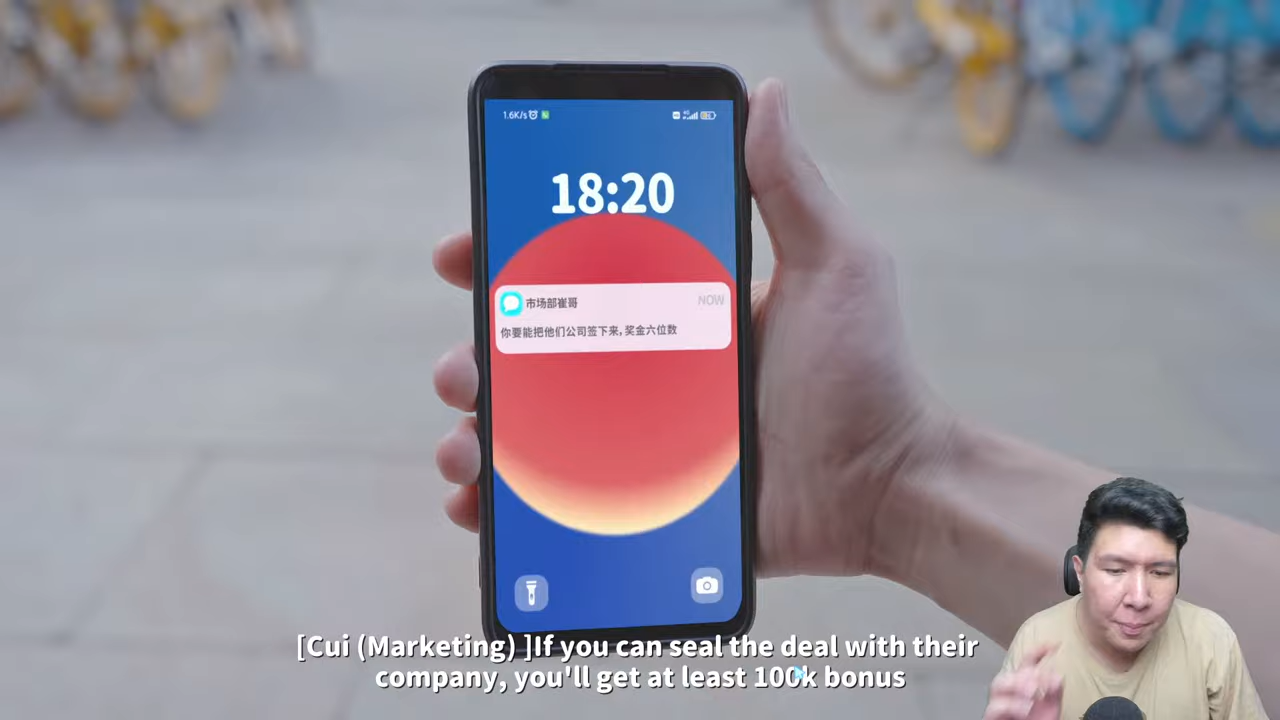 1.6K/s
18:20
市场部崔哥
NOW
你要能把他们公司签下来，奖金六位数
[Cui (Marketing) ]If you can seal the deal with their
company, you'll get at least 100k bonus